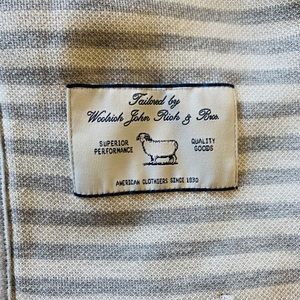 Tailored by
Woolrich John Rich & Bros.
SUPERIOR PERFORMANCE
QUALITY GOODS
AMERICAN CLOTHIERS SINCE 1830